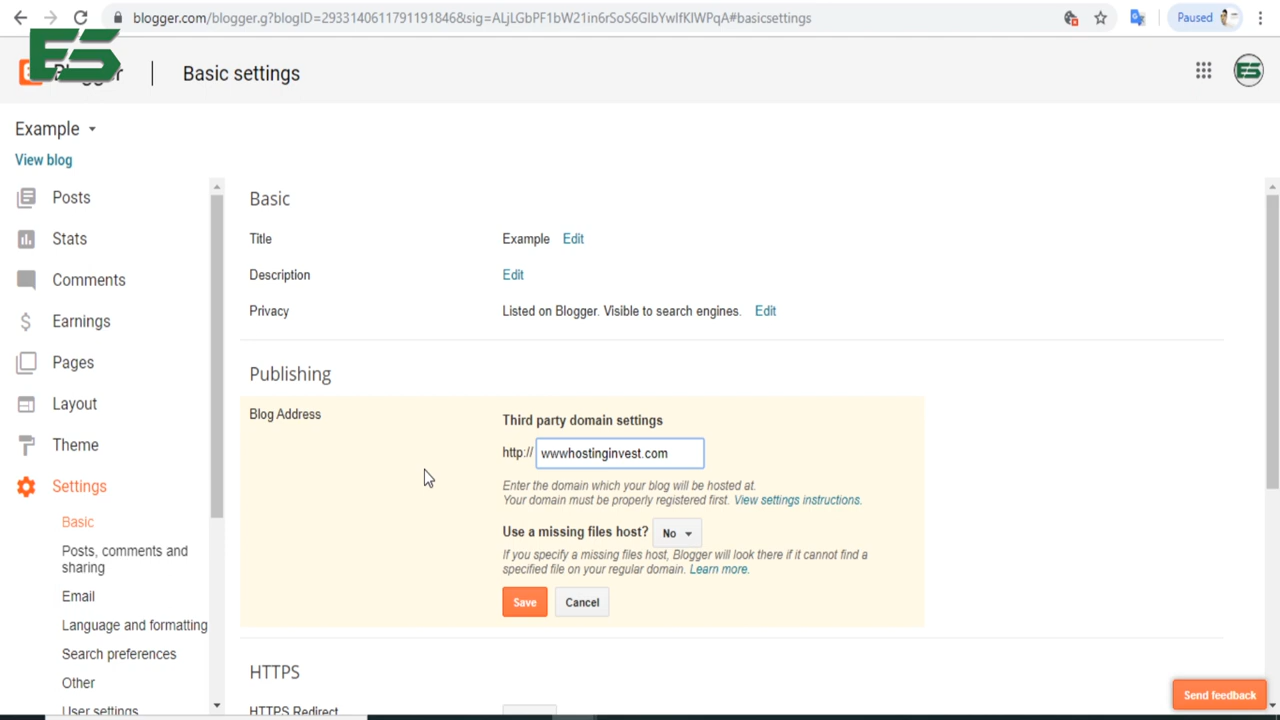 blogger.com/blogger.g?blogID=2933140611791191846&sig=ALjLGbPF1bW21in6rSoS6GIbYwIfKIWPqA#basicsettings
Paused
ES
Basic settings
ES
Example
View blog
Posts
Stats
Comments
Earnings
Pages
Layout
Theme
Settings
Basic
Posts, comments and
sharing
Email
Language and formatting
Search preferences
Other
User settings
Basic
Title
Example Edit
Description
Edit
Privacy
Listed on Blogger. Visible to search engines. Edit
Publishing
Blog Address
Third party domain settings
http:// wwwhostinginvest.com
Enter the domain which your blog will be hosted at.
Your domain must be properly registered first. View settings instructions.
Use a missing files host? No
If you specify a missing files host, Blogger will look there if it cannot find a
specified file on your regular domain. Learn more.
Save Cancel
HTTPS
HTTPS Redirect
Send feedback